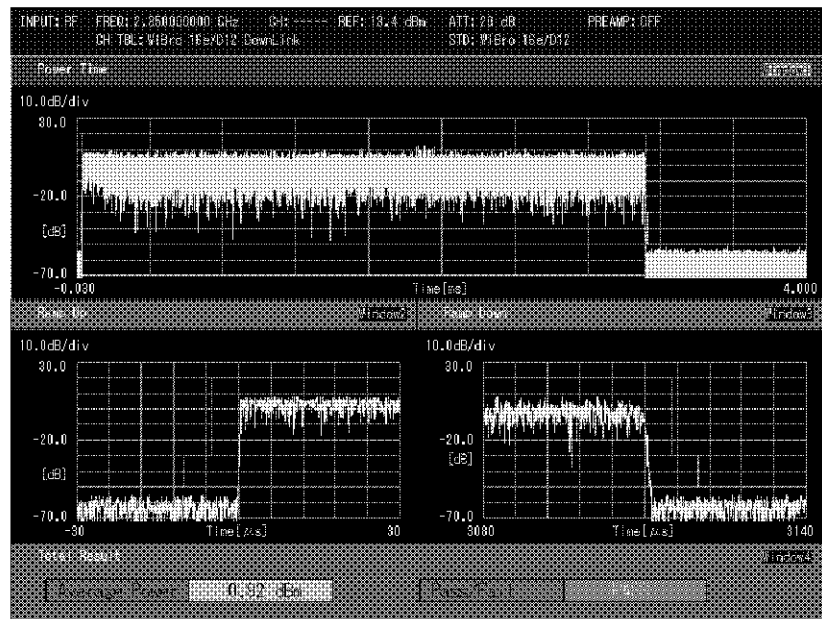 INPUT: RF FREQ: 2.350000000 GHz CH: ----- REF: 13.4 dBm ATT: 20 dB PREAMP: OFF
CH TBL: WiBro 16e/D12 DownLink STD: WiBro 16e/D12
Power Time Window1
10.0dB/div
30.0
-20.0
[dB]
-70.0
-0.030 Time[ms] 4.000
Ramp Up Window2 Ramp Down Window3
10.0dB/div 10.0dB/div
30.0 30.0
-20.0 -20.0
[dB] [dB]
-70.0 -70.0
-30 Time[μs] 30 3080 Time[μs] 3140
Total Result Window4
Average Power 0.92 dBm Pass/Fail